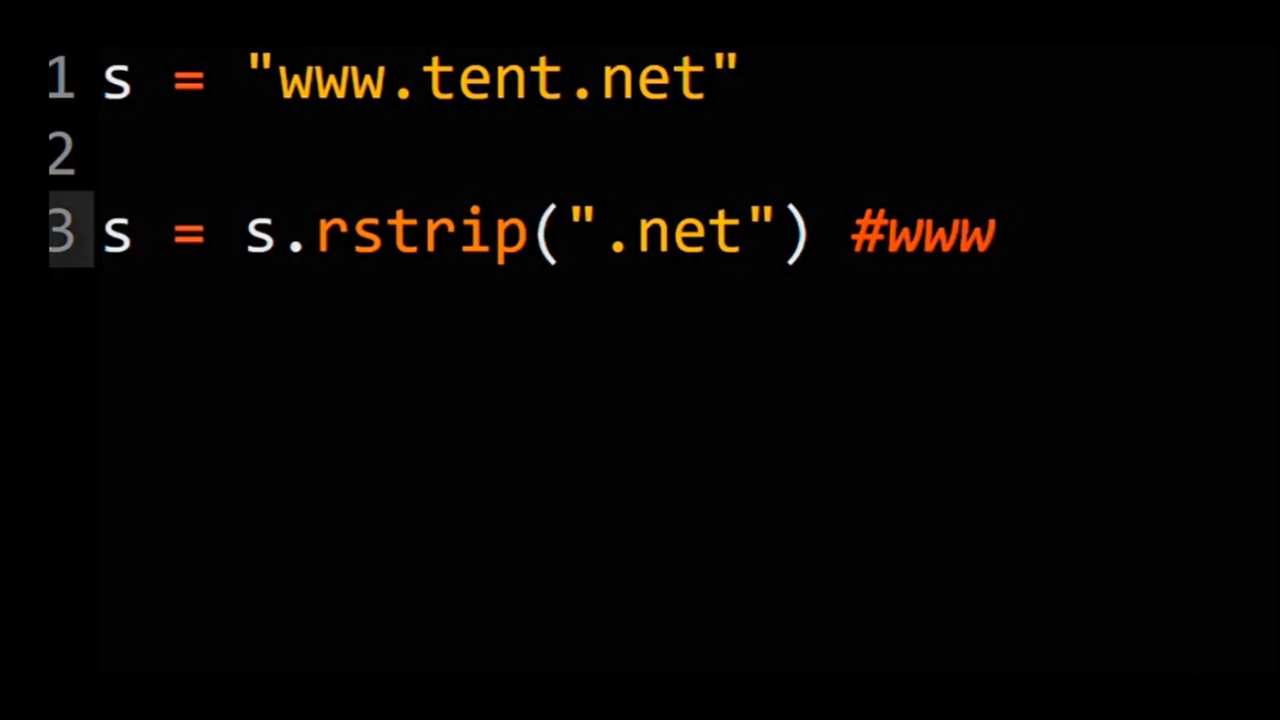 1 s = "www.tent.net"
2
3 s = s.rstrip(".net") #www